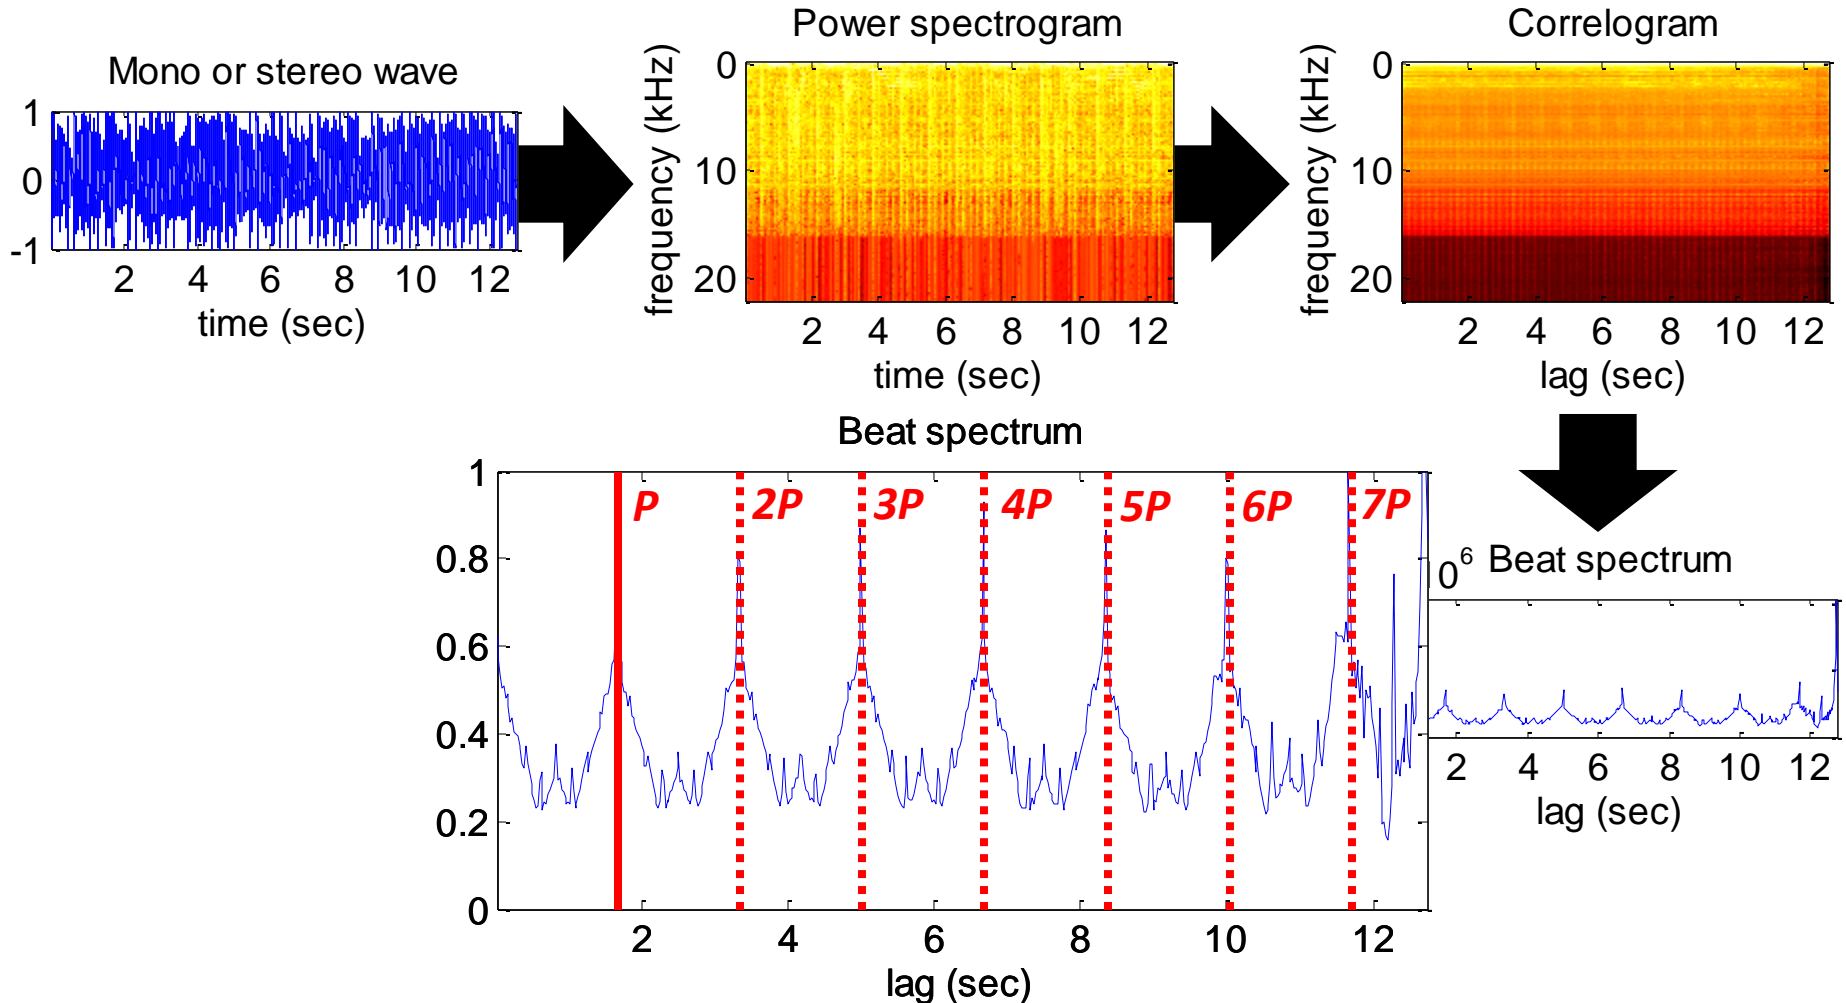 Mono or stereo wave
1
0
-1
2 4 6 8 10 12
time (sec)
Power spectrogram
frequency (kHz)
0
10
20
2 4 6 8 10 12
time (sec)
Correlogram
frequency (kHz)
0
10
20
2 4 6 8 10 12
lag (sec)
Beat spectrum
1
0.8
0.6
0.4
0.2
0
P 2P 3P 4P 5P 6P 7P
2 4 6 8 10 12
lag (sec)
0⁶ Beat spectrum
2 4 6 8 10 12
lag (sec)